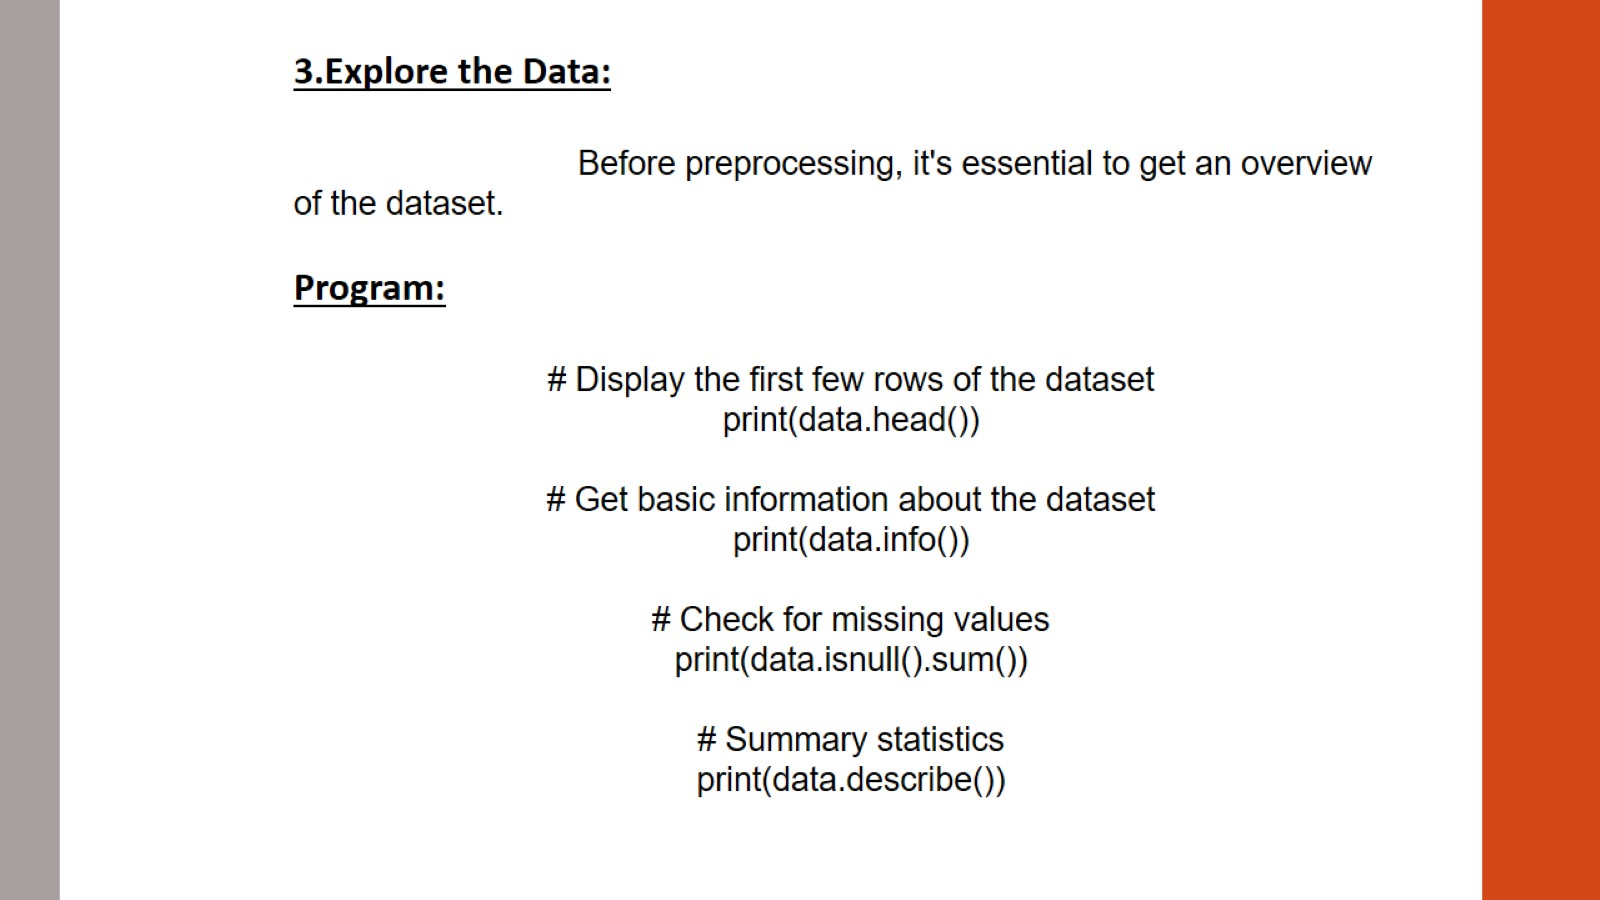 3.Explore the Data:
Before preprocessing, it's essential to get an overview
of the dataset.
Program:
# Display the first few rows of the dataset
print(data.head())
# Get basic information about the dataset
print(data.info())
# Check for missing values
print(data.isnull().sum())
# Summary statistics
print(data.describe())